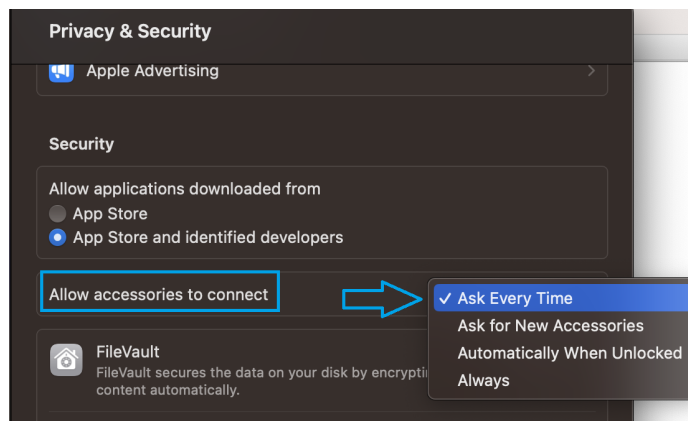 Privacy & Security
Apple Advertising
Security
Allow applications downloaded from
App Store
App Store and identified developers
Allow accessories to connect
✓ Ask Every Time
Ask for New Accessories
Automatically When Unlocked
Always
FileVault
FileVault secures the data on your disk by
content automatically.